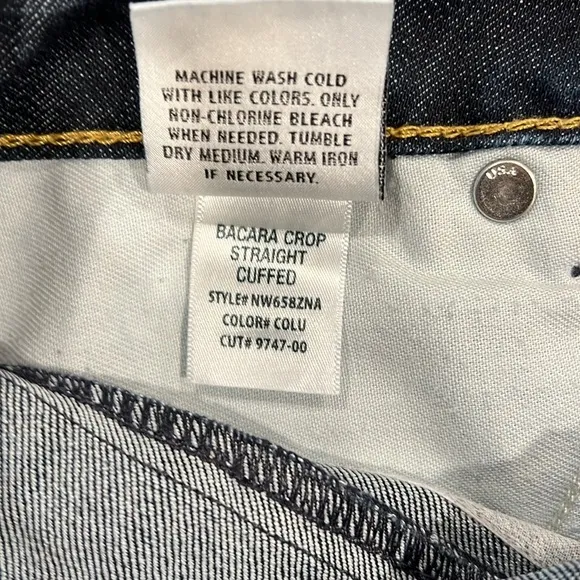 MACHINE WASH COLD
WITH LIKE COLORS. ONLY
NON-CHLORINE BLEACH
WHEN NEEDED. TUMBLE
DRY MEDIUM. WARM IRON
IF NECESSARY.
USA
BACARA CROP
STRAIGHT
CUFFED
STYLE# NW658ZNA
COLOR# COLU
CUT# 9747-00